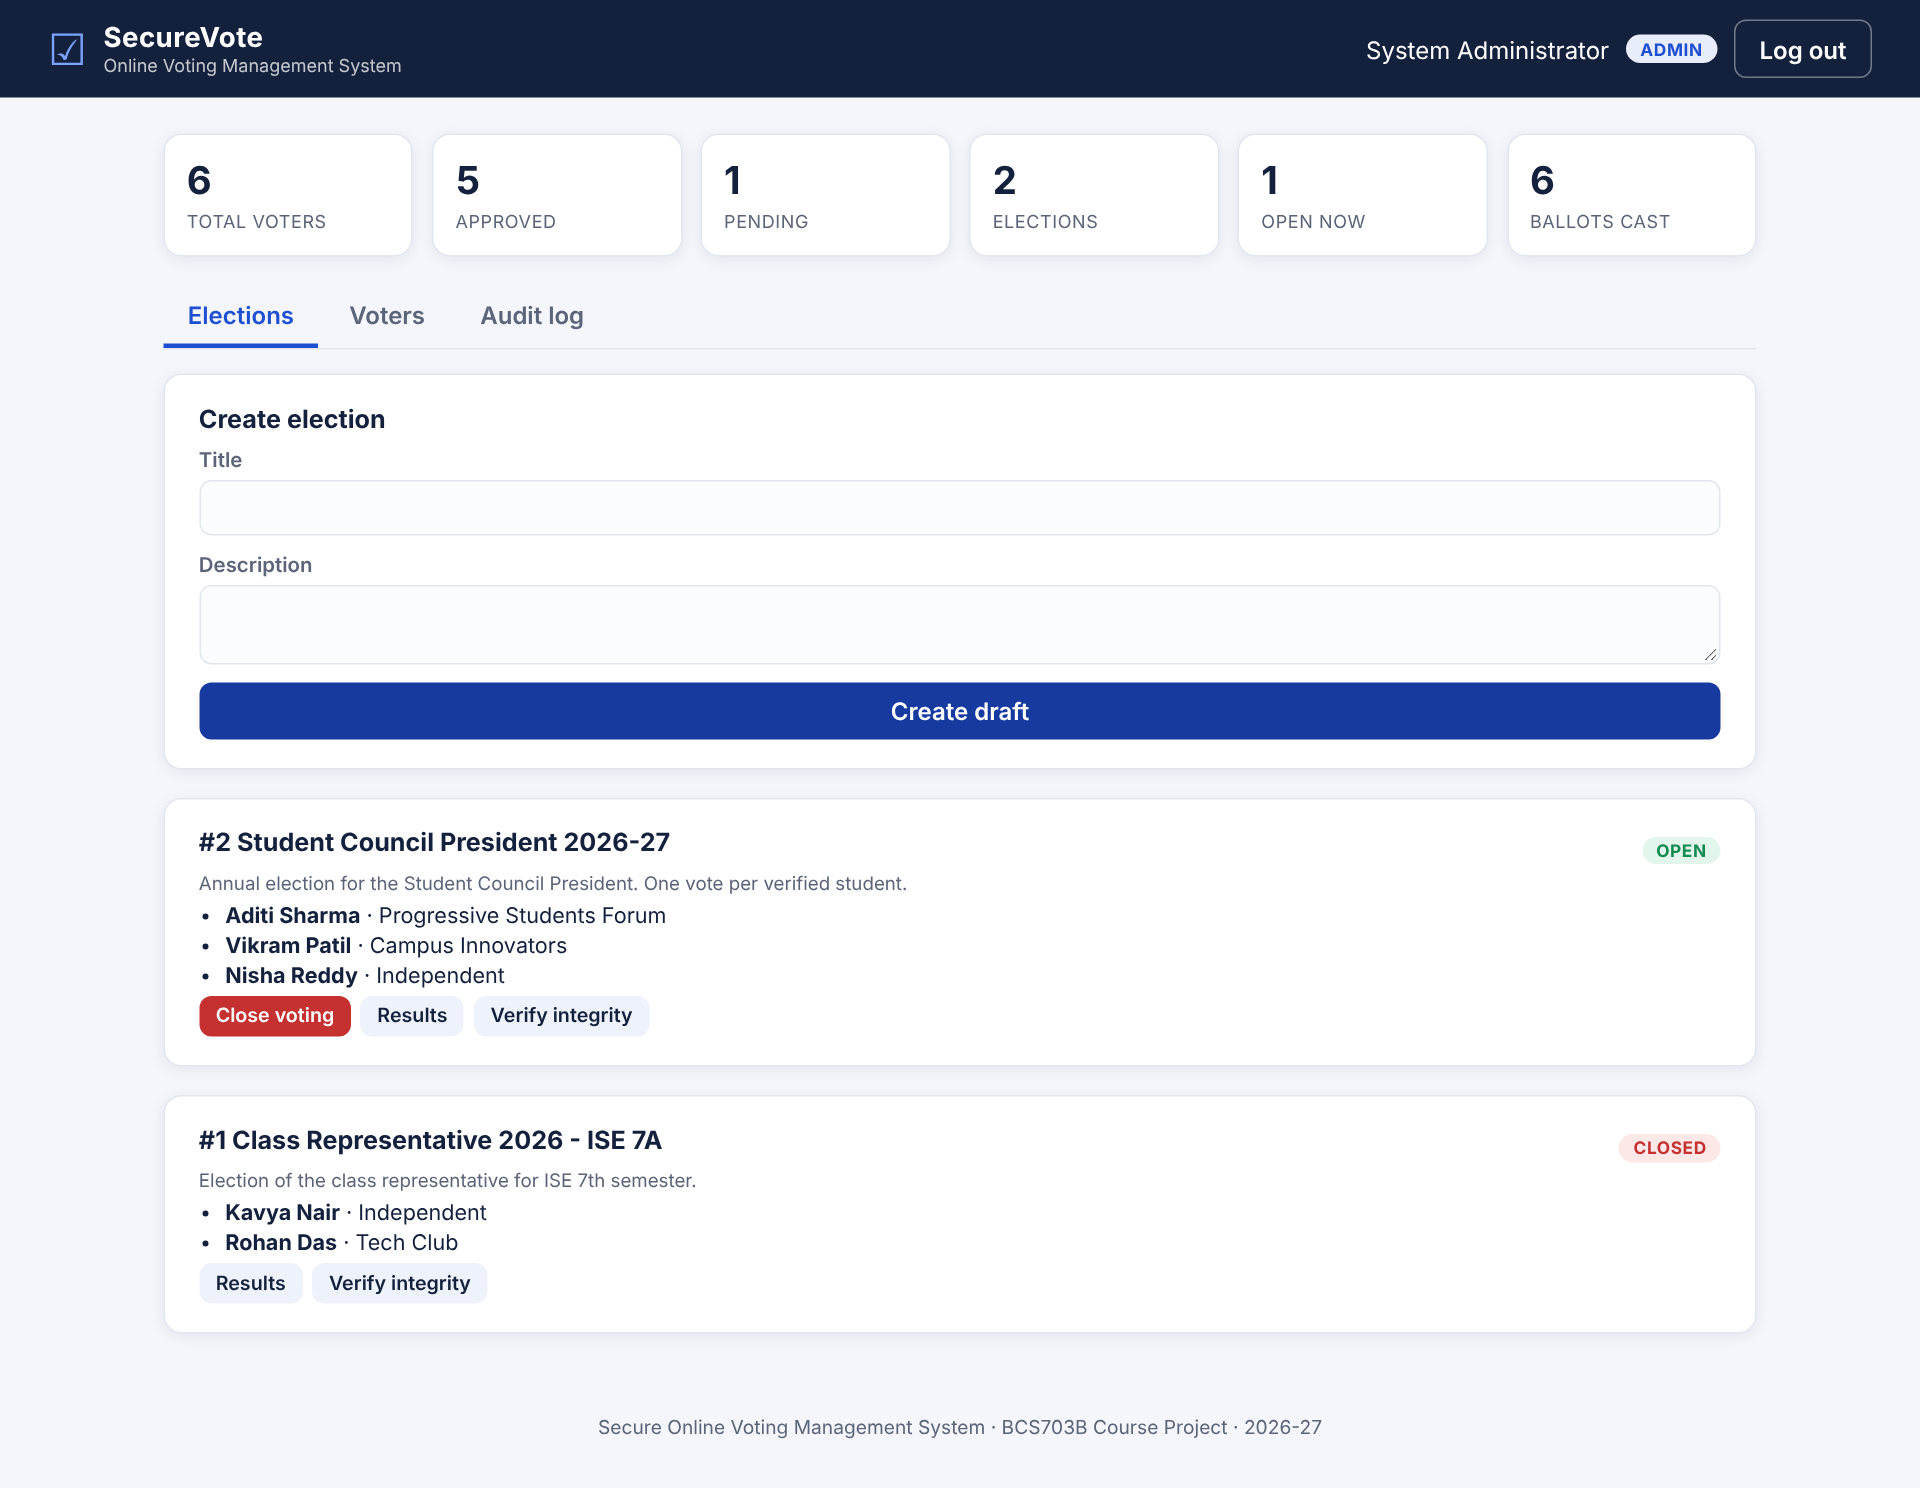 SecureVote
Online Voting Management System
System Administrator ADMIN Log out
6
TOTAL VOTERS
5
APPROVED
1
PENDING
2
ELECTIONS
1
OPEN NOW
6
BALLOTS CAST
Elections Voters Audit log
Create election
Title
Description
Create draft
#2 Student Council President 2026-27
OPEN
Annual election for the Student Council President. One vote per verified student.
• Aditi Sharma · Progressive Students Forum
• Vikram Patil · Campus Innovators
• Nisha Reddy · Independent
Close voting Results Verify integrity
#1 Class Representative 2026 - ISE 7A
CLOSED
Election of the class representative for ISE 7th semester.
• Kavya Nair · Independent
• Rohan Das · Tech Club
Results Verify integrity
Secure Online Voting Management System · BCS703B Course Project · 2026-27